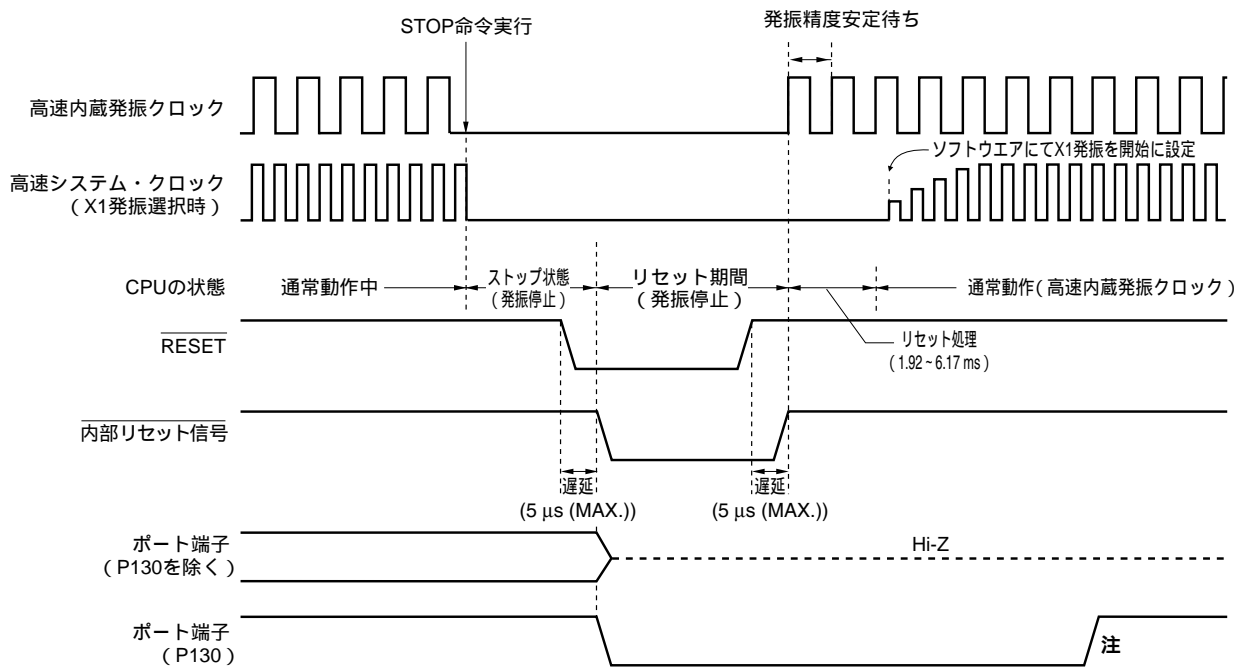 STOP命令実行
発振精度安定待ち
高速内蔵発振クロック
ソフトウエアにてX1発振を開始に設定
高速システム・クロック
（X1発振選択時）
CPUの状態
通常動作中
ストップ状態
（発振停止）
リセット期間
（発振停止）
通常動作（高速内蔵発振クロック）
RESET
リセット処理
（1.92～6.17 ms）
内部リセット信号
遅延
(5 μs (MAX.))
遅延
(5 μs (MAX.))
ポート端子
（P130を除く）
Hi-Z
ポート端子
（P130）
注